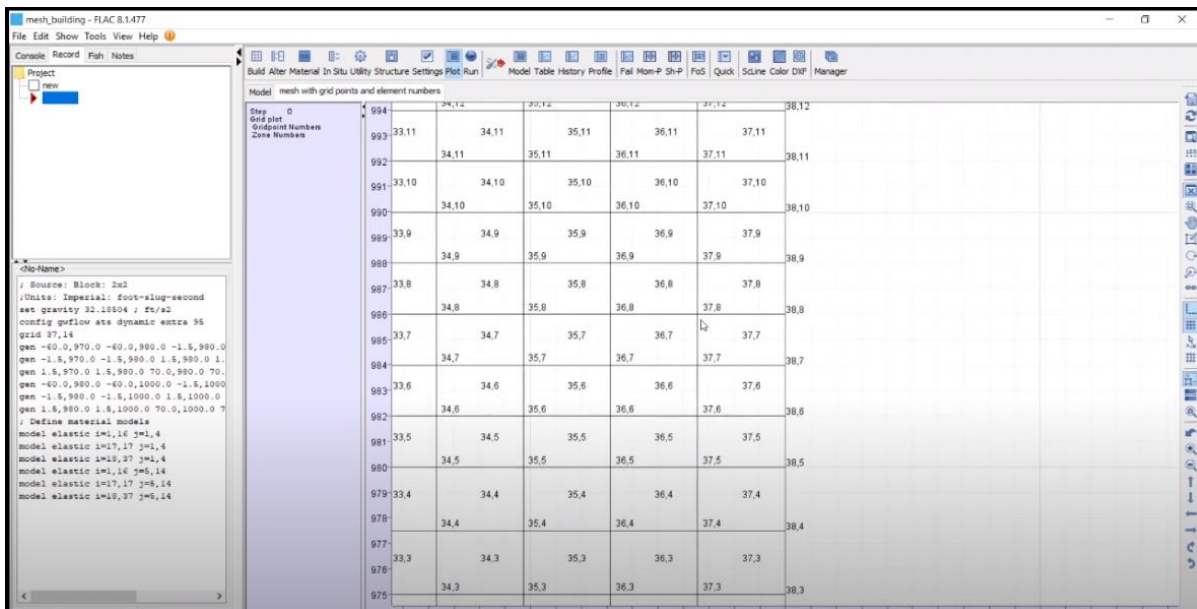 mesh_building - FLAC 8.1.477
File Edit Show Tools View Help
Console Record Fish Notes
Build Alter Material In Situ Utility Structure Settings Plot Run Model Table History Profile Fail Mom-P Sh-P FoS Quick ScLine Color DXF Manager
Project
new
Model mesh with grid points and element numbers
Step 0
Grid plot
Gridpoint Numbers
Zone Numbers
994 34,12 35,12 36,12 37,12 38,12
993 33,11 34,11 35,11 36,11 37,11
992 34,11 35,11 36,11 37,11 38,11
991 33,10 34,10 35,10 36,10 37,10
990 34,10 35,10 36,10 37,10 38,10
989 33,9 34,9 35,9 36,9 37,9
988 34,9 35,9 36,9 37,9 38,9
987 33,8 34,8 35,8 36,8 37,8
986 34,8 35,8 36,8 37,8 38,8
985 33,7 34,7 35,7 36,7 37,7
984 34,7 35,7 36,7 37,7 38,7
983 33,6 34,6 35,6 36,6 37,6
982 34,6 35,6 36,6 37,6 38,6
981 33,5 34,5 35,5 36,5 37,5
980 34,5 35,5 36,5 37,5 38,5
979 33,4 34,4 35,4 36,4 37,4
978 34,4 35,4 36,4 37,4 38,4
977
33,3 34,3 35,3 36,3 37,3
976
975 34,3 35,3 36,3 37,3 38,3
<No-Name>
; Source: Block: 2x2
;Units: Imperial: foot-slug-second
set gravity 32.18504 ; ft/s2
config gwflow ats dynamic extra 95
grid 37,14
gen -60.0,970.0 -60.0,980.0 -1.5,980.0
gen -1.5,970.0 -1.5,980.0 1.5,980.0 1.
gen 1.5,970.0 1.5,980.0 70.0,980.0 70.
gen -60.0,980.0 -60.0,1000.0 -1.5,1000
gen -1.5,980.0 -1.5,1000.0 1.5,1000.0
gen 1.5,980.0 1.5,1000.0 70.0,1000.0 7
; Define material models
model elastic i=1,16 j=1,4
model elastic i=17,17 j=1,4
model elastic i=18,37 j=1,4
model elastic i=1,16 j=5,14
model elastic i=17,17 j=5,14
model elastic i=18,37 j=5,14